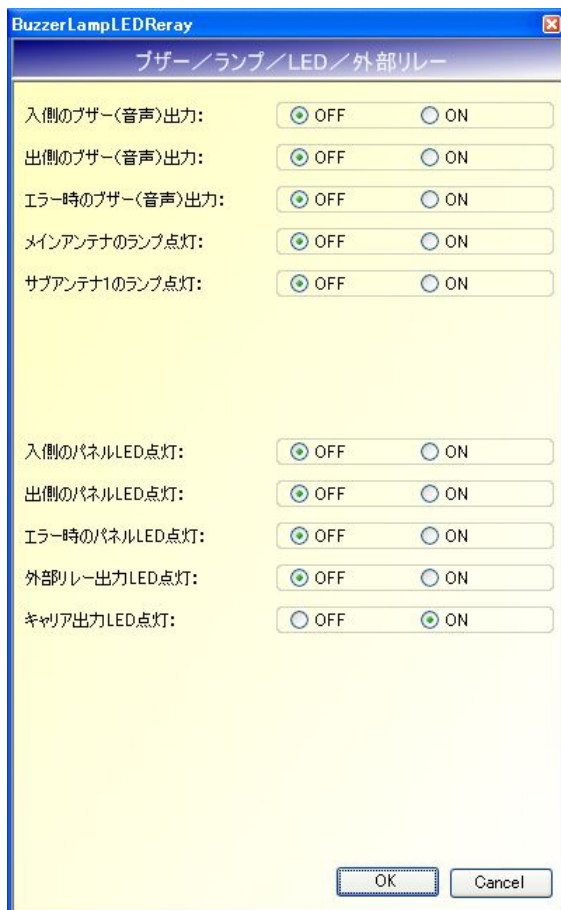 BuzzerLampLEDReray
ブザー／ランプ／LED／外部リレー
入側のブザー(音声)出力: OFF ON
出側のブザー(音声)出力: OFF ON
エラー時のブザー(音声)出力: OFF ON
メインアンテナのランプ点灯: OFF ON
サブアンテナ1のランプ点灯: OFF ON
入側のパネルLED点灯: OFF ON
出側のパネルLED点灯: OFF ON
エラー時のパネルLED点灯: OFF ON
外部リレー出力LED点灯: OFF ON
キャリア出力LED点灯: OFF ON
OK Cancel